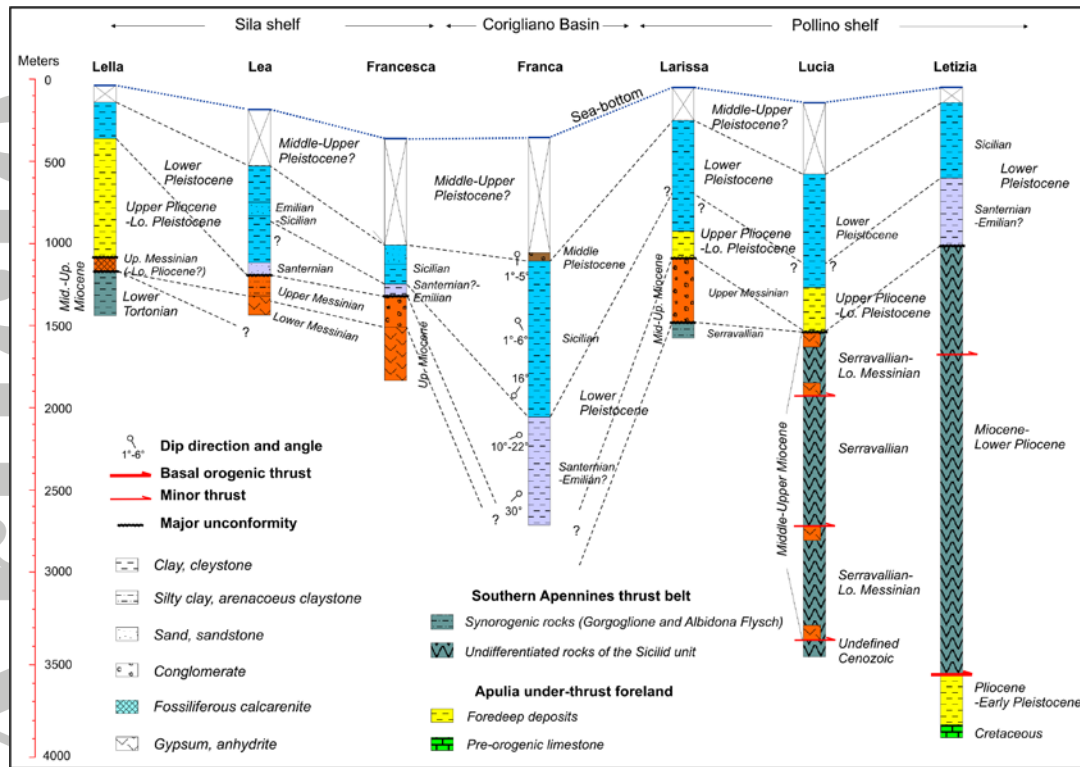 Sila shelf
Corigliano Basin
Pollino shelf
Meters
Lella
Lea
Francesca
Franca
Larissa
Lucia
Letizia
0
500
1000
1500
2000
2500
3000
3500
4000
Sea-bottom
Mid.-Up.
Miocene
Lower
Pleistocene
Upper Pliocene
-Lo. Pleistocene
Up. Messinian
(-Lo. Pliocene?)
Lower
Tortonian
Middle-Upper
Pleistocene?
Emilian
-Sicilian
?
Santernian
Upper Messinian
Lower Messinian
?
Middle-Upper
Pleistocene?
Sicilian
Santernian?-
Emilian
Up. Miocene
?
?
Middle
Pleistocene
1°
1°-5°
1°-6°
16°
10°-22°
30°
Sicilian
Lower
Pleistocene
Santernian
-Emilian?
?
?
Middle-Upper
Pleistocene?
Lower
Pleistocene
?
?
Upper Pliocene
-Lo. Pleistocene
Mid-Up. Miocene
Upper Messinian
Serravallian
Lower
Pleistocene
?
?
Upper Pliocene
-Lo. Pleistocene
Serravallian-
Lo. Messinian
Serravallian
Middle-Upper Miocene
Serravallian-
Lo. Messinian
Undefined
Cenozoic
Sicilian
Lower
Pleistocene
Santernian
-Emilian?
Miocene-
Lower Pliocene
Pliocene
-Early Pleistocene
Cretaceous
1°-6°
Dip direction and angle
Basal orogenic thrust
Minor thrust
Major unconformity
Clay, cleystone
Silty clay, arenacoeus claystone
Sand, sandstone
Conglomerate
Fossiliferous calcarenite
Gypsum, anhydrite
Southern Apennines thrust belt
Synorogenic rocks (Gorgoglione and Albidona Flysch)
Undifferentiated rocks of the Sicilid unit
Apulia under-thrust foreland
Foredeep deposits
Pre-orogenic limestone